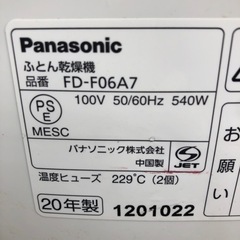 Panasonic
ふとん乾燥機
品番 FD-F06A7
100V 50/60Hz 540W
PS
E
MESC
パナソニック株式会社
中国製
S
JET
温度ヒューズ 229℃ (2個)
20年製 1201022
お
願
い